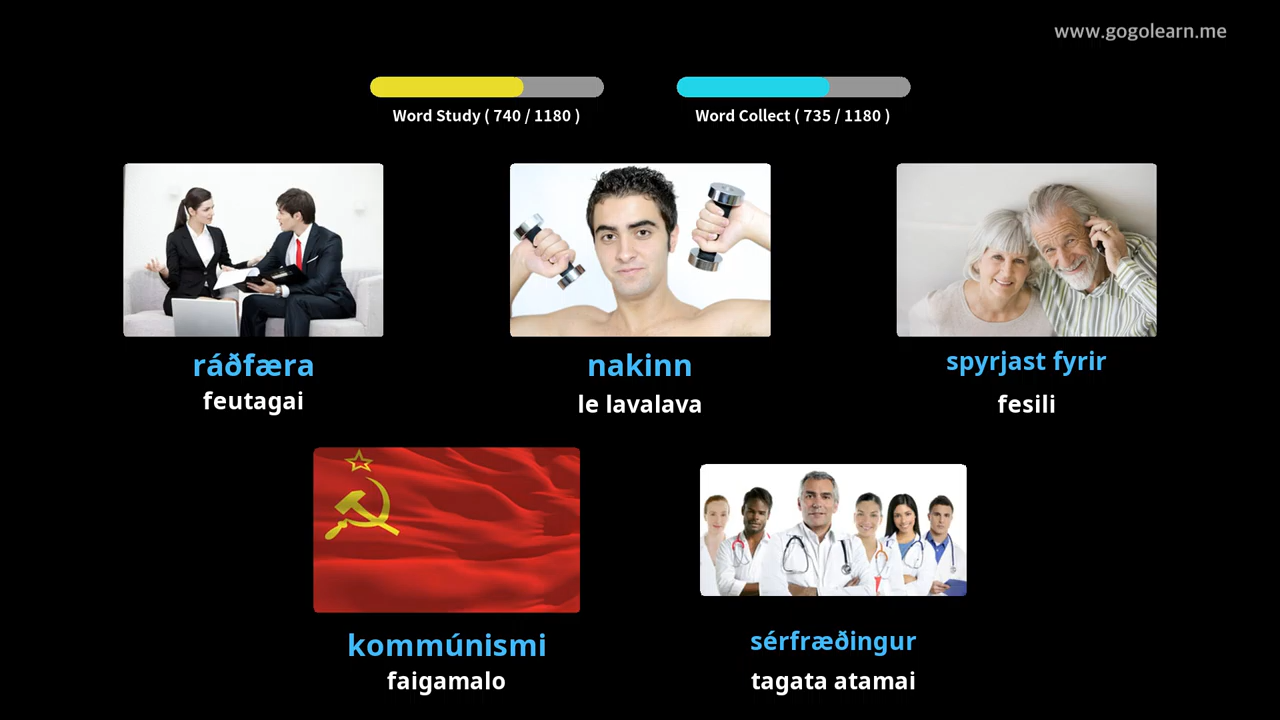 www.gogolearn.me
Word Study ( 740 / 1180 )
Word Collect ( 735 / 1180 )
ráðfæra
feutagai
nakinn
le lavalava
spyrjast fyrir
fesili
kommúnismi
faigamalo
sérfræðingur
tagata atamai